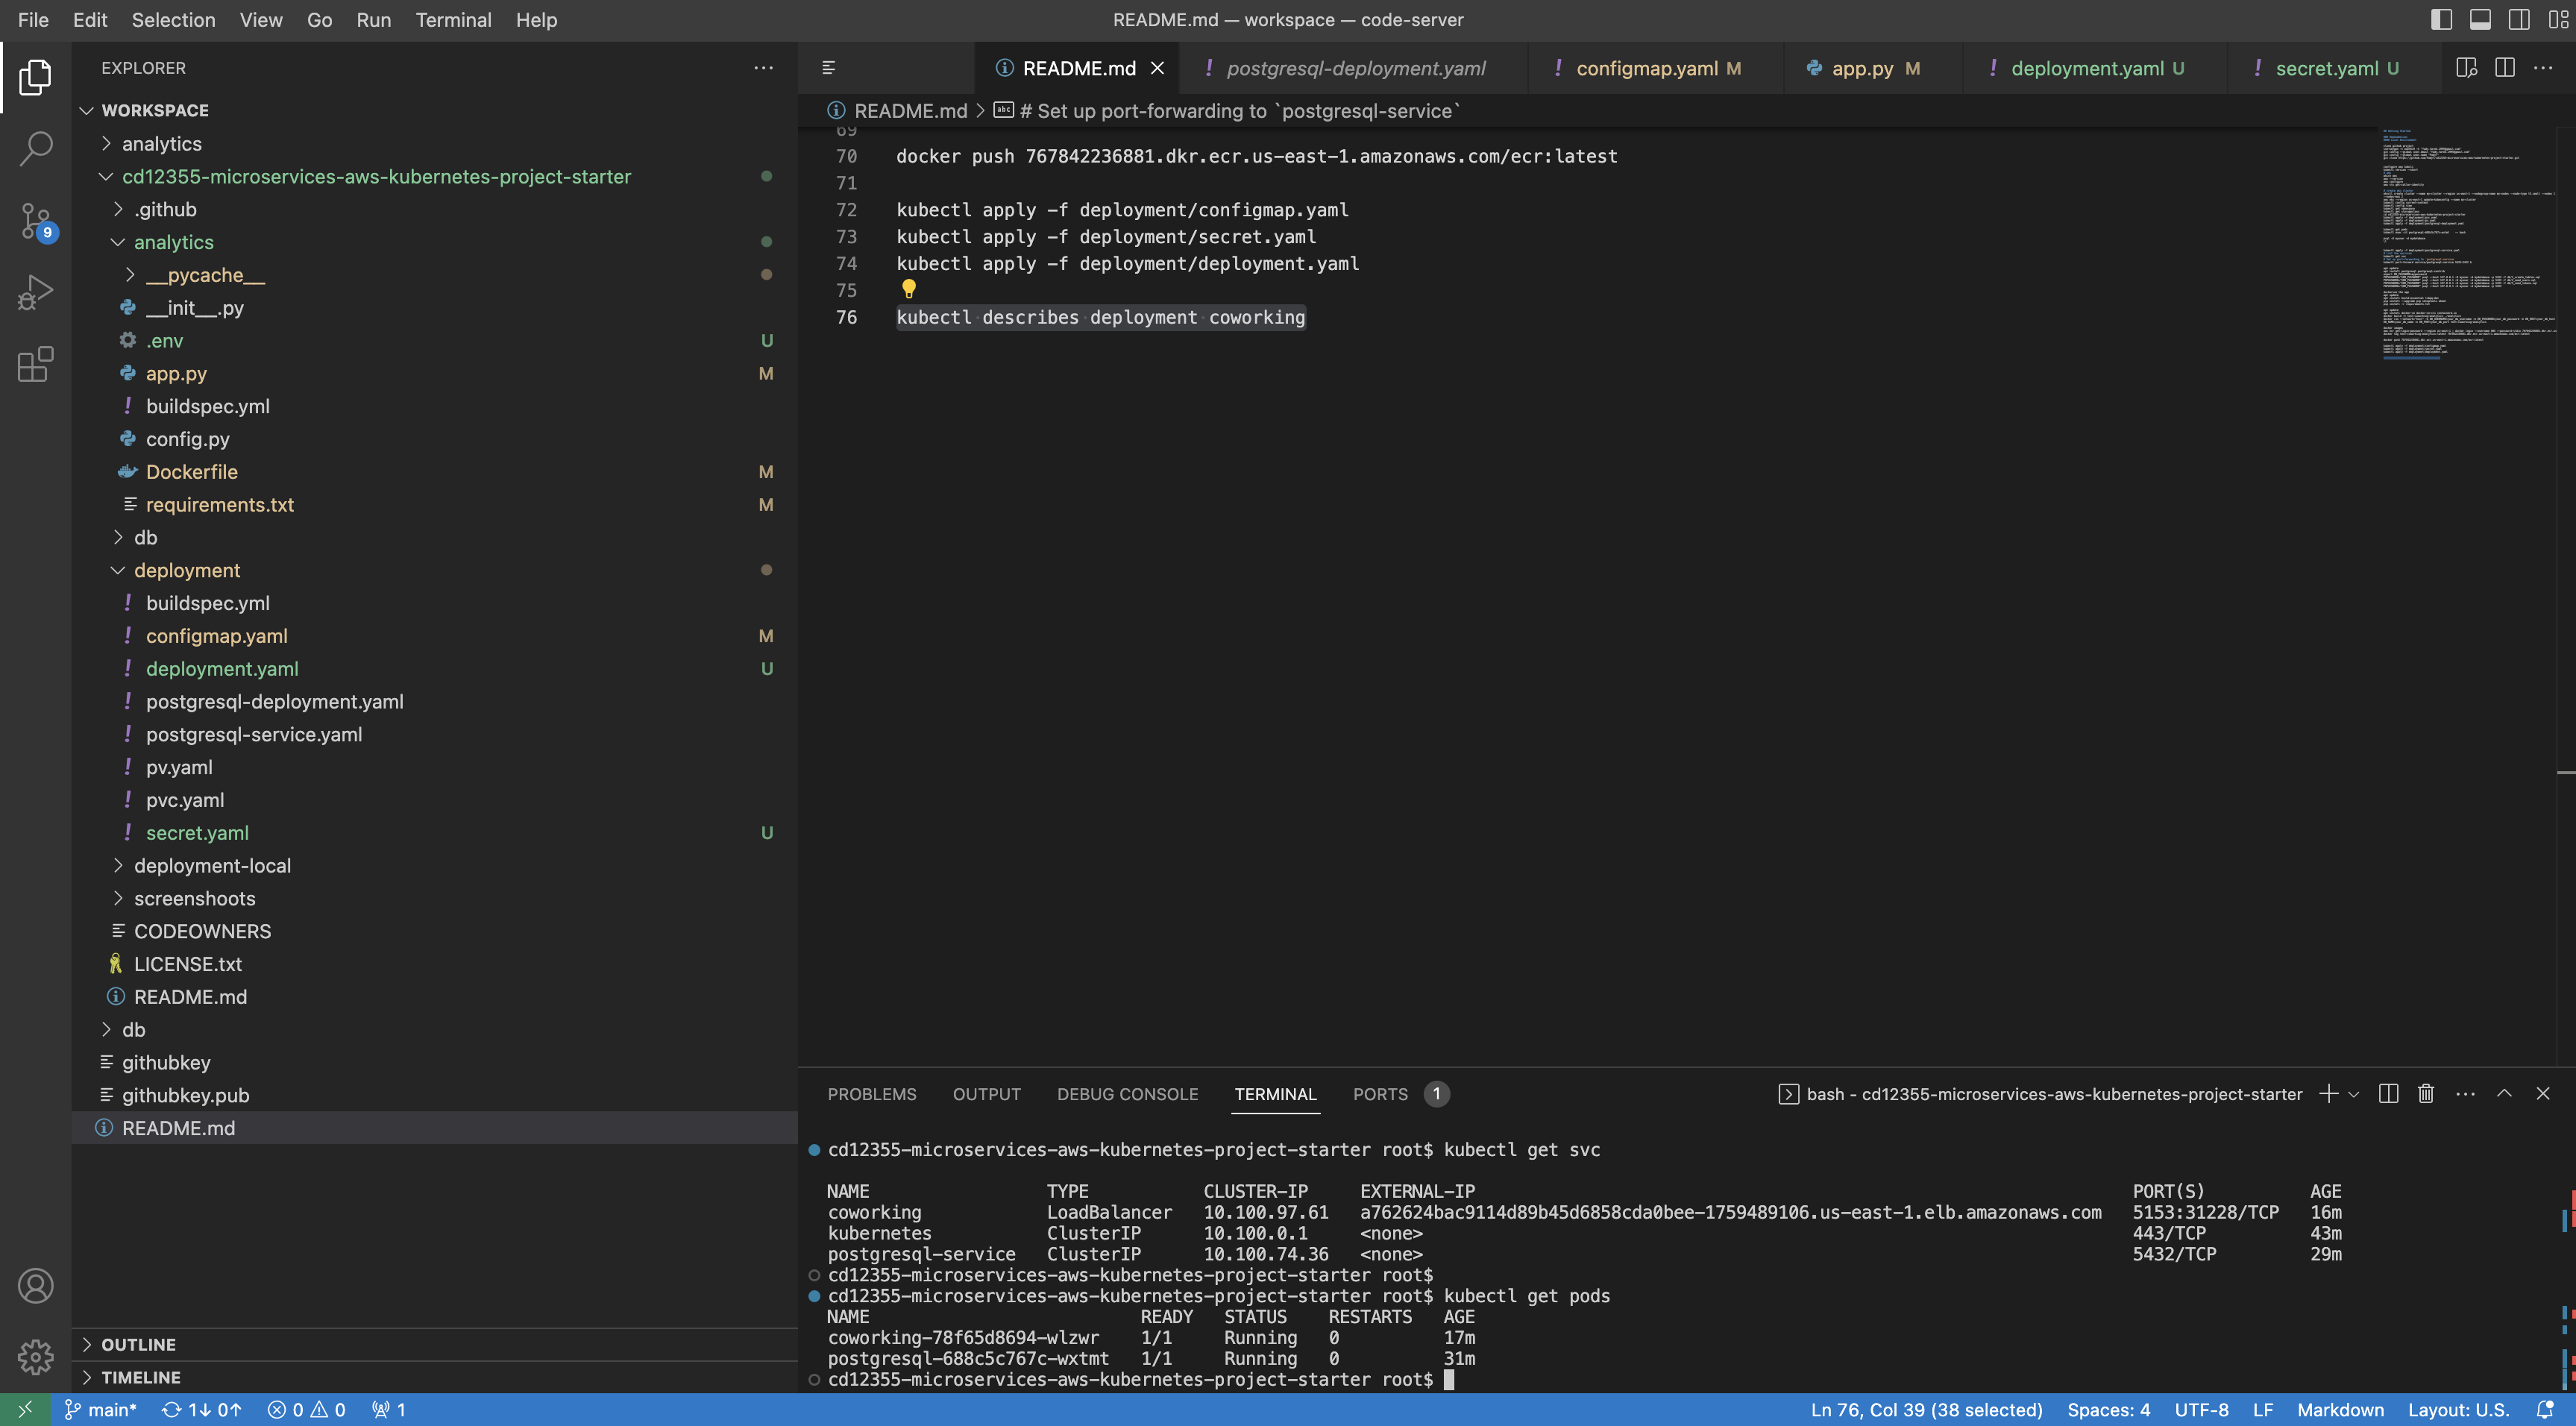 File Edit Selection View Go Run Terminal Help
README.md — workspace — code-server
EXPLORER
WORKSPACE
analytics
cd12355-microservices-aws-kubernetes-project-starter
.github
analytics
__pycache__
__init__.py
.env U
app.py M
buildspec.yml
config.py
Dockerfile M
requirements.txt M
db
deployment
buildspec.yml
configmap.yaml M
deployment.yaml U
postgresql-deployment.yaml
postgresql-service.yaml
pv.yaml
pvc.yaml
secret.yaml U
deployment-local
screenshoots
CODEOWNERS
LICENSE.txt
README.md
db
githubkey
githubkey.pub
README.md
OUTLINE
TIMELINE
9
README.md postgresql-deployment.yaml configmap.yaml M app.py M deployment.yaml U secret.yaml U
README.md > # Set up port-forwarding to `postgresql-service`
69
70 docker push 767842236881.dkr.ecr.us-east-1.amazonaws.com/ecr:latest
71
72 kubectl apply -f deployment/configmap.yaml
73 kubectl apply -f deployment/secret.yaml
74 kubectl apply -f deployment/deployment.yaml
75
76 kubectl describes deployment coworking
PROBLEMS OUTPUT DEBUG CONSOLE TERMINAL PORTS 1
bash - cd12355-microservices-aws-kubernetes-project-starter
cd12355-microservices-aws-kubernetes-project-starter root$ kubectl get svc
NAME TYPE CLUSTER-IP EXTERNAL-IP PORT(S) AGE
coworking LoadBalancer 10.100.97.61 a762624bac9114d89b45d6858cda0bee-1759489106.us-east-1.elb.amazonaws.com 5153:31228/TCP 16m
kubernetes ClusterIP 10.100.0.1 <none> 443/TCP 43m
postgresql-service ClusterIP 10.100.74.36 <none> 5432/TCP 29m
cd12355-microservices-aws-kubernetes-project-starter root$
cd12355-microservices-aws-kubernetes-project-starter root$ kubectl get pods
NAME READY STATUS RESTARTS AGE
coworking-78f65d8694-wlzwr 1/1 Running 0 17m
postgresql-688c5c767c-wxtmt 1/1 Running 0 31m
cd12355-microservices-aws-kubernetes-project-starter root$
main* 1↓ 0↑ 0 0 1
Ln 76, Col 39 (38 selected) Spaces: 4 UTF-8 LF Markdown Layout: U.S.